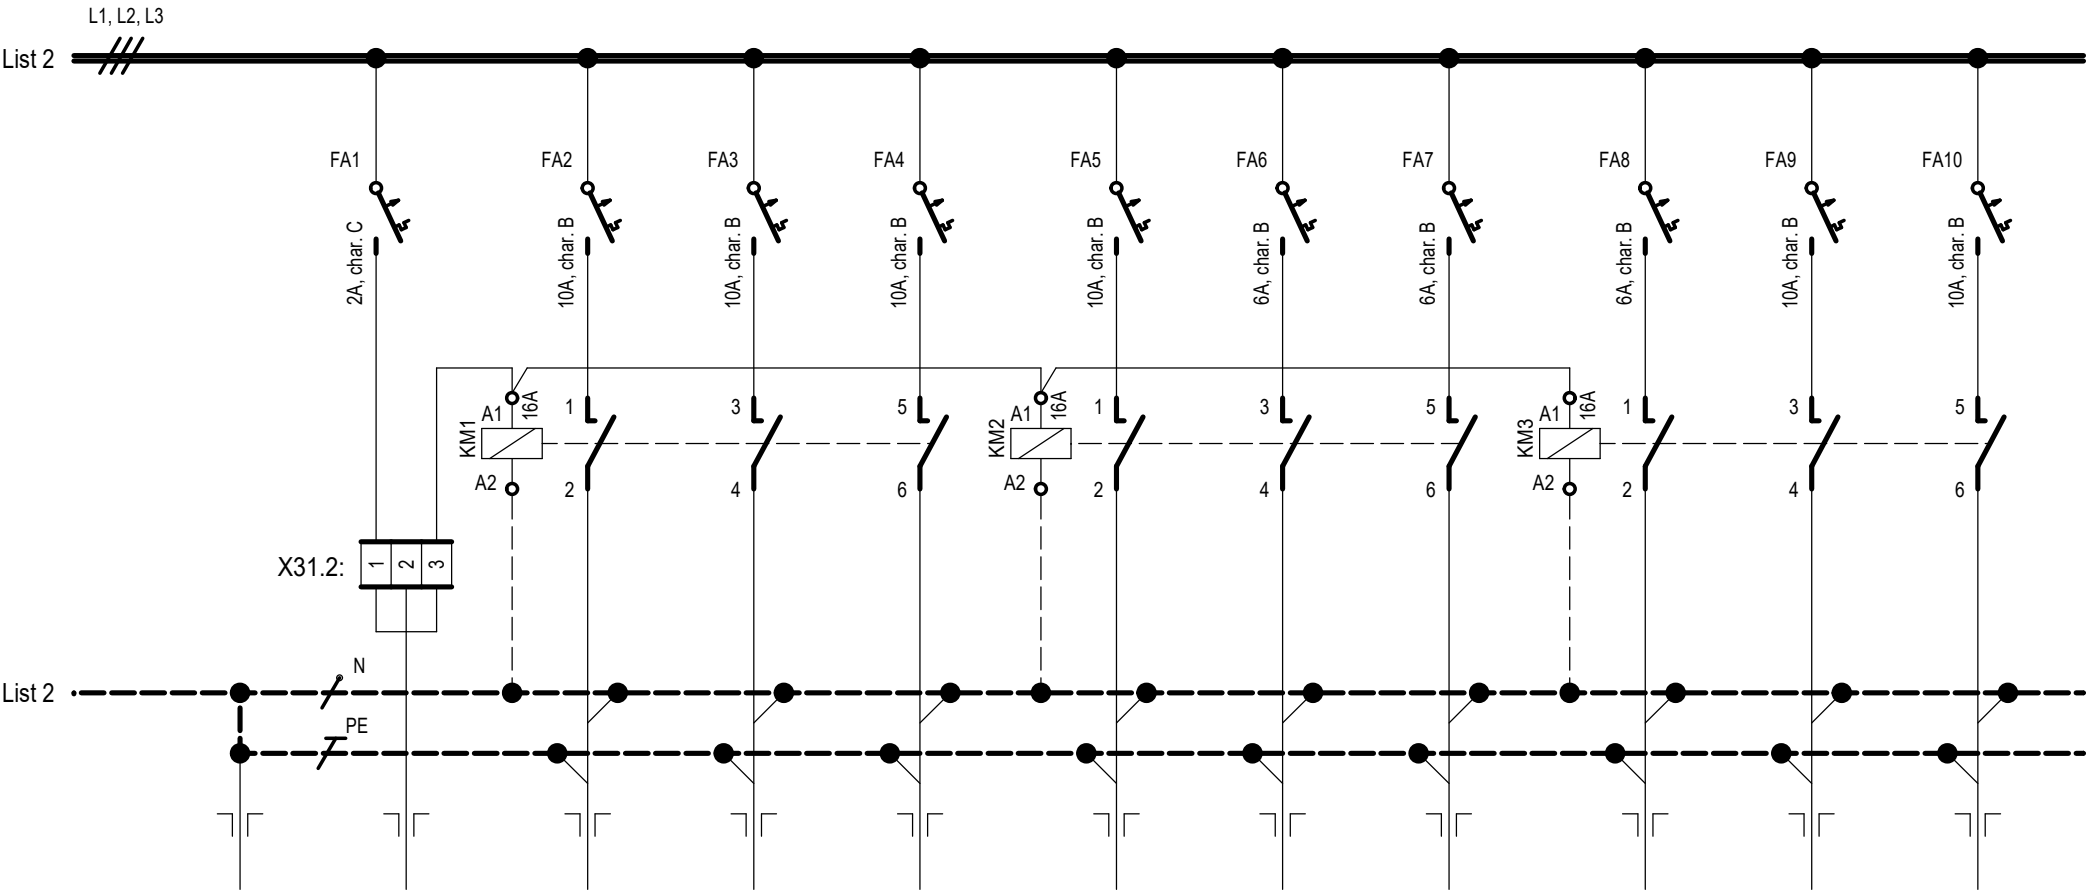 L1, L2, L3
List 2
FA1 FA2 FA3 FA4 FA5 FA6 FA7 FA8 FA9 FA10
2A, char. C
10A, char. B
10A, char. B
10A, char. B
10A, char. B
6A, char. B
6A, char. B
6A, char. B
10A, char. B
10A, char. B
KM1 A1 16A 1 3 5 KM2 A1 16A 1 3 5 KM3 A1 16A 1 3 5
A2 2 4 6 A2 2 4 6 A2 2 4 6
X31.2: 1 2 3
N
List 2
PE